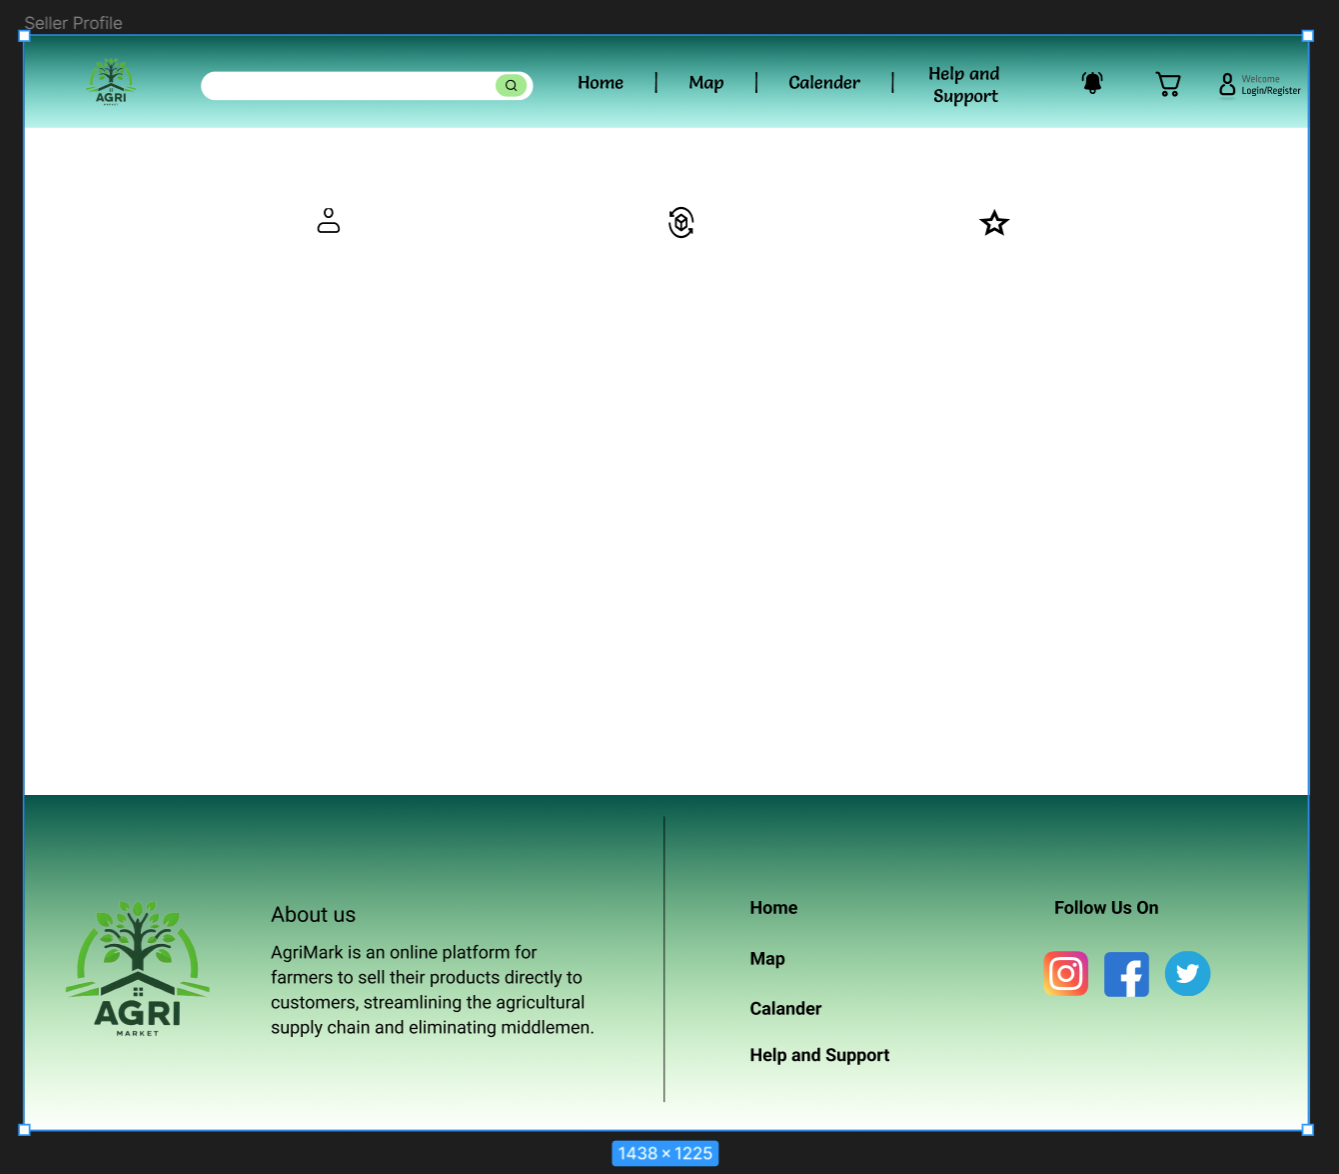 Seller Profile
AGRI
MARKET
Home
Map
Calender
Help and
Support
Welcome
Login/Register
AGRI
MARKET
About us
AgriMark is an online platform for
farmers to sell their products directly to
customers, streamlining the agricultural
supply chain and eliminating middlemen.
Home
Map
Calander
Help and Support
Follow Us On
1438 × 1225